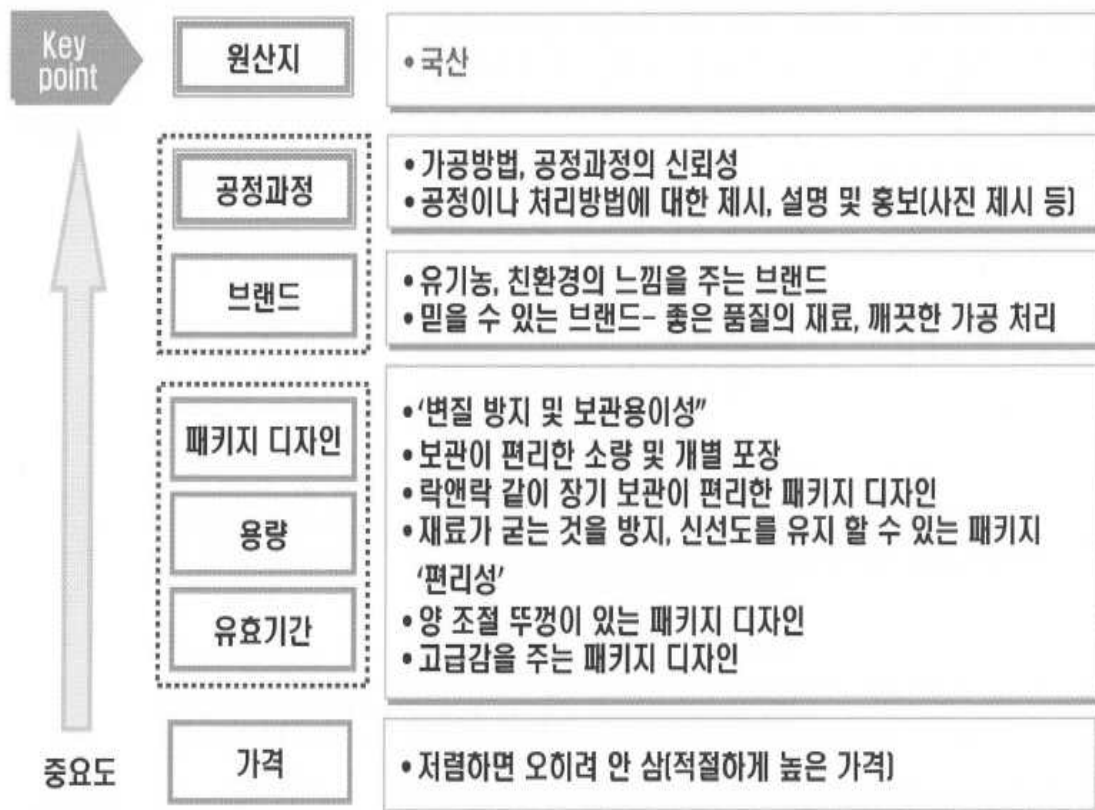 Key
point
원산지
• 국산
공정과정
• 가공방법, 공정과정의 신뢰성
• 공정이나 처리방법에 대한 제시, 설명 및 홍보(사진 제시 등)
브랜드
• 유기농, 친환경의 느낌을 주는 브랜드
• 믿을 수 있는 브랜드- 좋은 품질의 재료, 깨끗한 가공 처리
패키지 디자인
용량
유효기간
• ‘변질 방지 및 보관용이성”
• 보관이 편리한 소량 및 개별 포장
• 락앤락 같이 장기 보관이 편리한 패키지 디자인
• 재료가 굳는 것을 방지, 신선도를 유지 할 수 있는 패키지
‘편리성’
• 양 조절 뚜껑이 있는 패키지 디자인
• 고급감을 주는 패키지 디자인
중요도
가격
• 저렴하면 오히려 안 삼(적절하게 높은 가격)